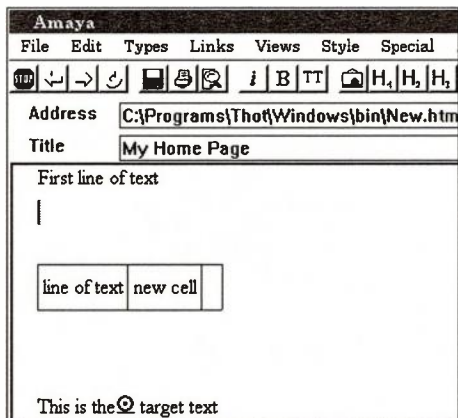 Amaya
File Edit Types Links Views Style Special
STOP i B TT H1 H2 H3
Address C:\Programs\Thot\Windows\bin\New.htm
Title My Home Page
First line of text
line of text new cell
This is the target text